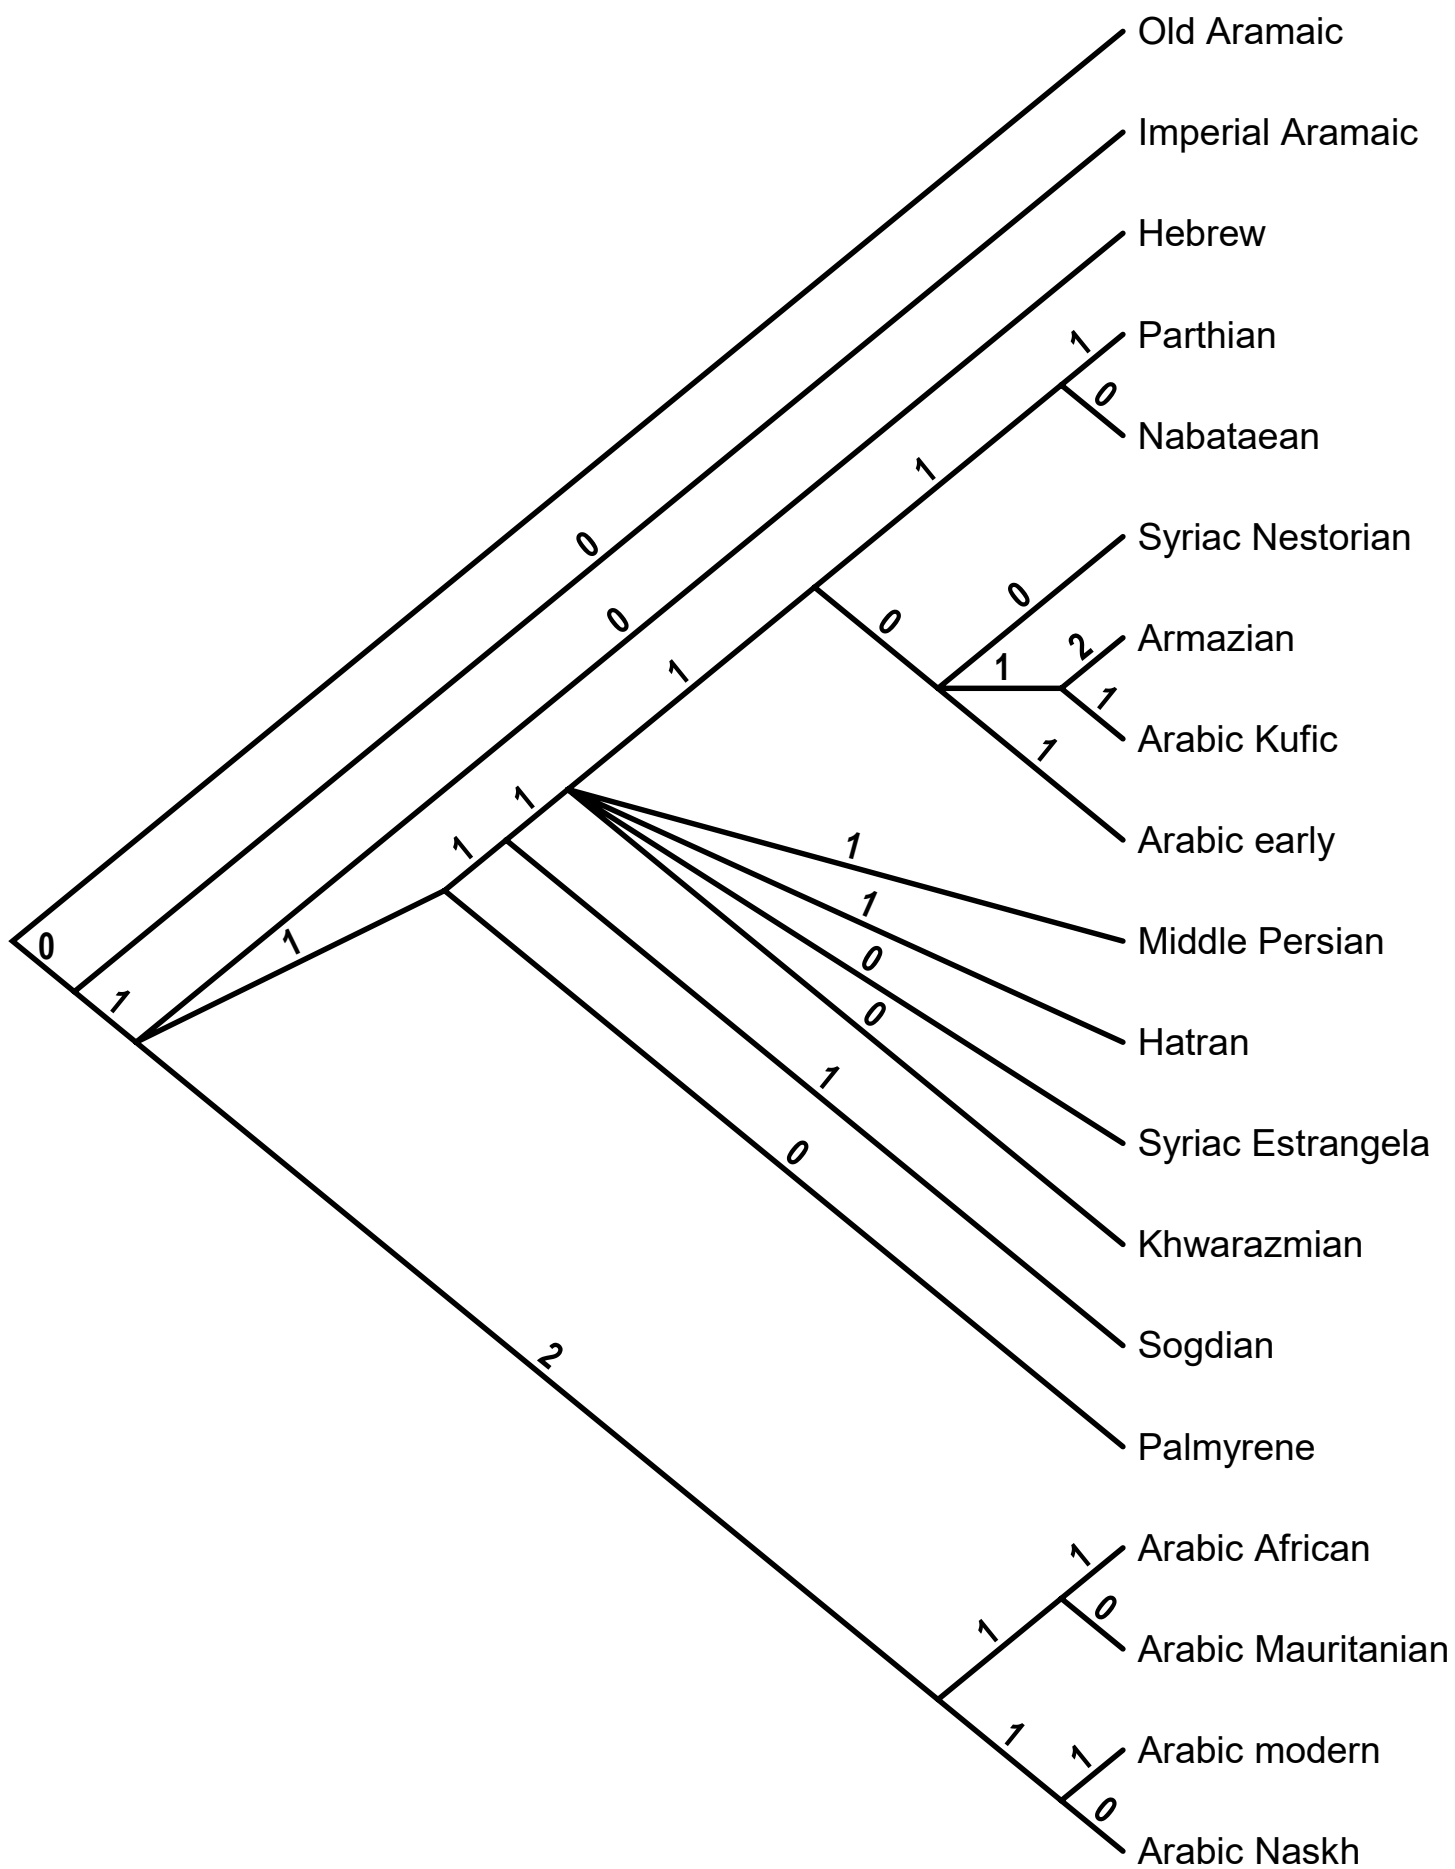 Old Aramaic
Imperial Aramaic
Hebrew
1 Parthian
0
Nabataean
1
Syriac Nestorian
0
0
0
0
2 Armazian
1
1
1
Arabic Kufic
1
1
1
Arabic early
1
1
1
Middle Persian
0
1
0
1
0
Hatran
1
Syriac Estrangela
0
Khwarazmian
Sogdian
2
Palmyrene
1 Arabic African
0
1
Arabic Mauritanian
1
1 Arabic modern
0
Arabic Naskh